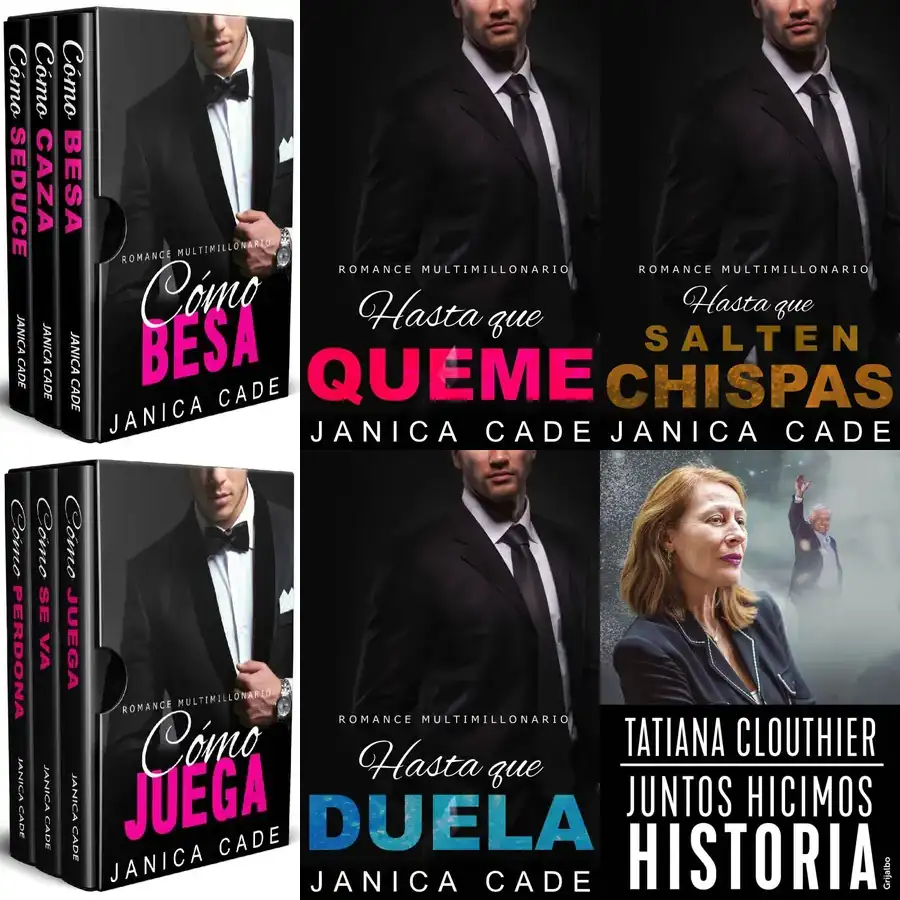 Cómo SEDUCE
JANICA CADE
Cómo CAZA
JANICA CADE
Cómo BESA
JANICA CADE
ROMANCE MULTIMILLONARIO
Cómo
BESA
JANICA CADE
ROMANCE MULTIMILLONARIO
Hasta que
QUEME
JANICA CADE
ROMANCE MULTIMILLONARIO
Hasta que
SALTEN
CHISPAS
JANICA CADE
Cómo PERDONA
JANICA CADE
Cómo SE VA
JANICA CADE
Cómo JUEGA
JANICA CADE
ROMANCE MULTIMILLONARIO
Cómo
JUEGA
JANICA CADE
ROMANCE MULTIMILLONARIO
Hasta que
DUELA
JANICA CADE
TATIANA CLOUTHIER
JUNTOS HICIMOS
HISTORIA
Grijalbo